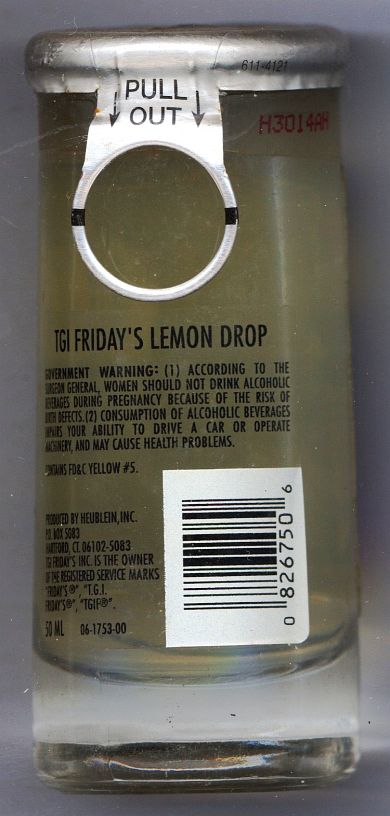 611-4121
PULL
OUT
H3014AH
TGI FRIDAY'S LEMON DROP
GOVERNMENT WARNING: (1) ACCORDING TO THE
SURGEON GENERAL, WOMEN SHOULD NOT DRINK ALCOHOLIC
BEVERAGES DURING PREGNANCY BECAUSE OF THE RISK OF
BIRTH DEFECTS. (2) CONSUMPTION OF ALCOHOLIC BEVERAGES
IMPAIRS YOUR ABILITY TO DRIVE A CAR OR OPERATE
MACHINERY, AND MAY CAUSE HEALTH PROBLEMS.
CONTAINS FD&C YELLOW #5.
PRODUCED BY HEUBLEIN, INC.
P.O. BOX 5083
HARTFORD, CT. 06102-5083
TGI FRIDAY'S INC. IS THE OWNER
OF THE REGISTERED SERVICE MARKS
"FRIDAY'S®", "T.G.I.
FRIDAY'S®", "TGIF®".
50 ML 06-1753-00
0 826750 6